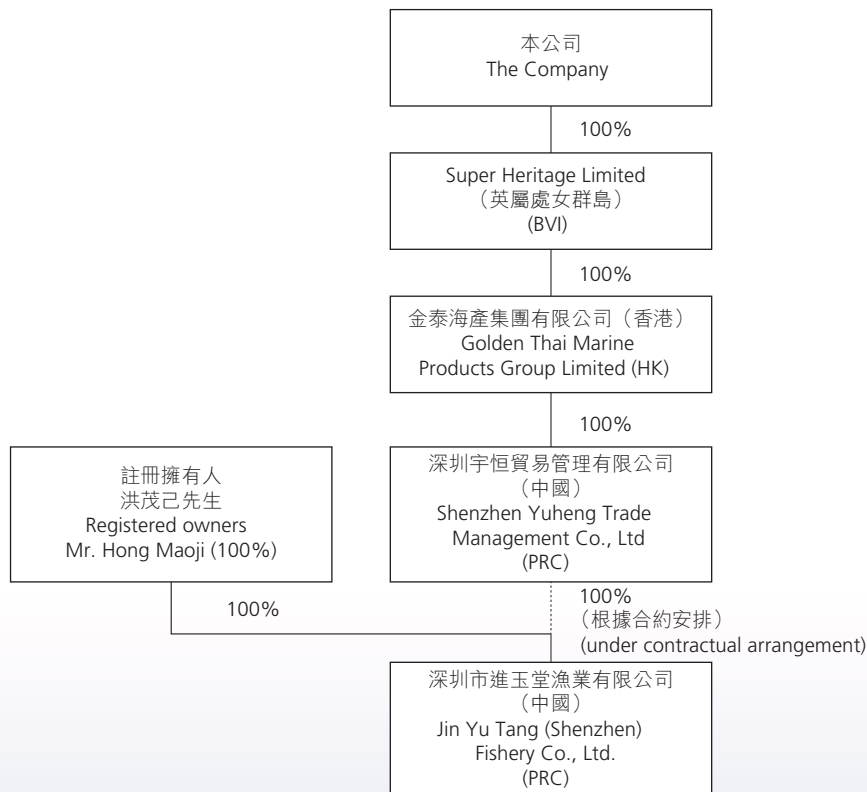 本公司
The Company
100%
Super Heritage Limited
（英屬處女群島）
(BVI)
100%
金泰海產集團有限公司（香港）
Golden Thai Marine
Products Group Limited (HK)
100%
註冊擁有人
洪茂己先生
Registered owners
Mr. Hong Maoji (100%)
深圳宇恒貿易管理有限公司
（中國）
Shenzhen Yuheng Trade
Management Co., Ltd
(PRC)
100%
100%
（根據合約安排）
(under contractual arrangement)
深圳市進玉堂漁業有限公司
（中國）
Jin Yu Tang (Shenzhen)
Fishery Co., Ltd.
(PRC)